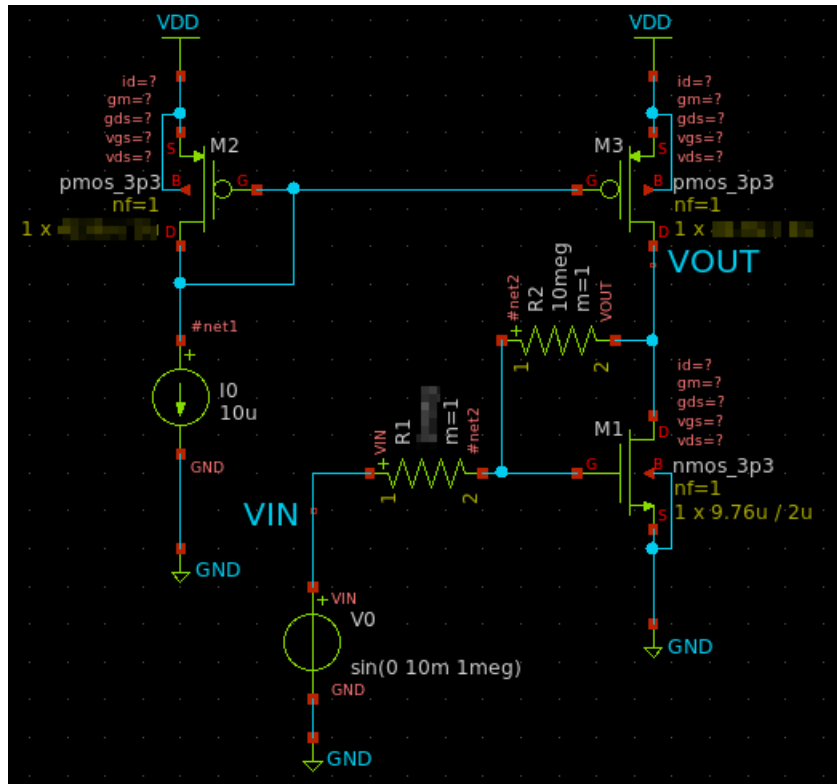 VDD
id=?
gm=?
gds=?
vgs=?
vds=?
S
M2
B
G
pmos_3p3
nf=1
1 x
D
#net1
+
I0
10u
GND
GND
VDD
id=?
gm=?
gds=?
vgs=?
vds=?
M3
S
G
B
pmos_3p3
nf=1
1 x
D
VOUT
#net2
R2
10meg
m=1
VOUT
+
1
2
VIN
R1
m=1
#net2
+
1
2
id=?
gm=?
gds=?
vgs=?
vds=?
M1
D
G
B
nmos_3p3
nf=1
S
1 x 9.76u / 2u
GND
VIN
+
VIN
V0
sin(0 10m 1meg)
GND
GND